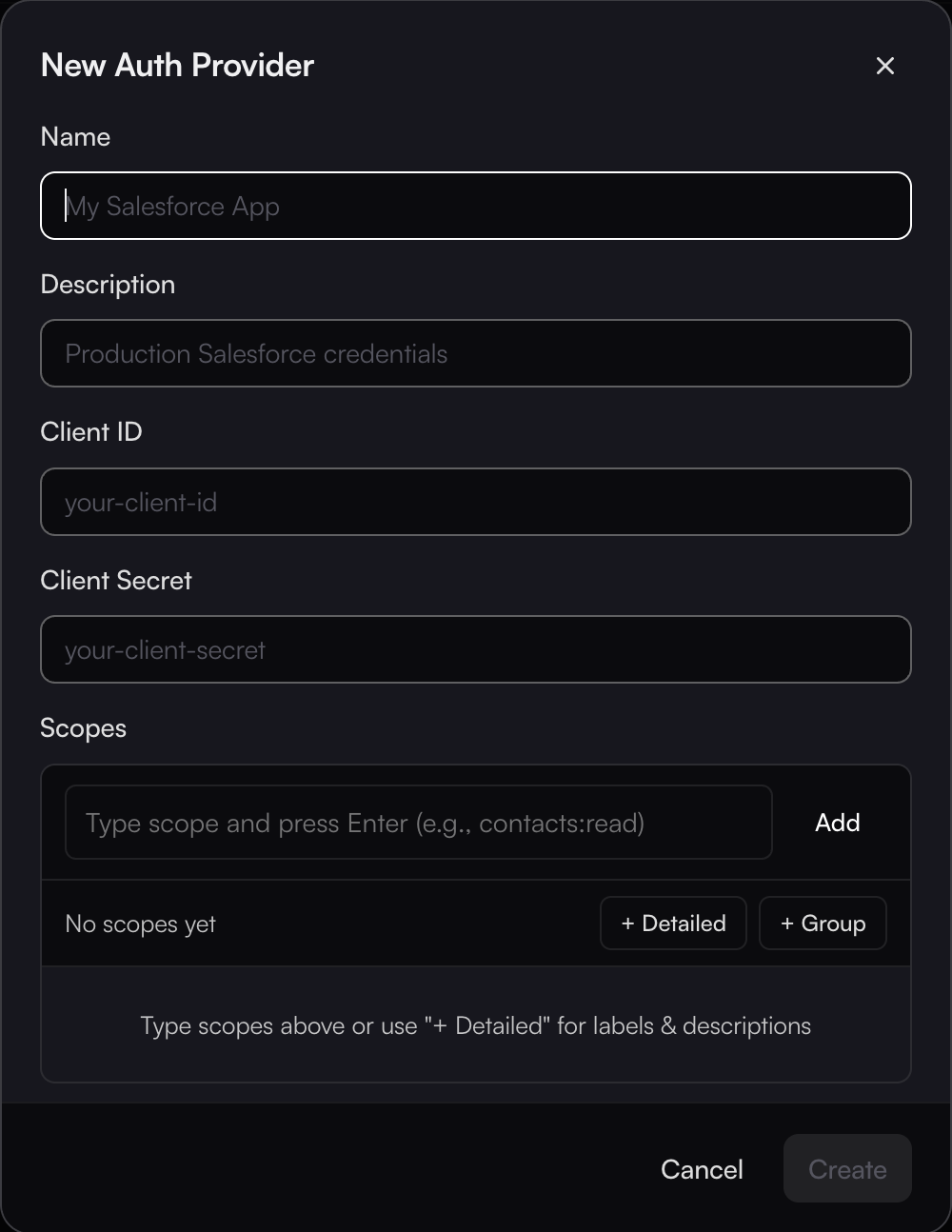 New Auth Provider
Name
My Salesforce App
Description
Production Salesforce credentials
Client ID
your-client-id
Client Secret
your-client-secret
Scopes
Type scope and press Enter (e.g., contacts:read)
Add
No scopes yet
+ Detailed
+ Group
Type scopes above or use "+ Detailed" for labels & descriptions
Cancel
Create